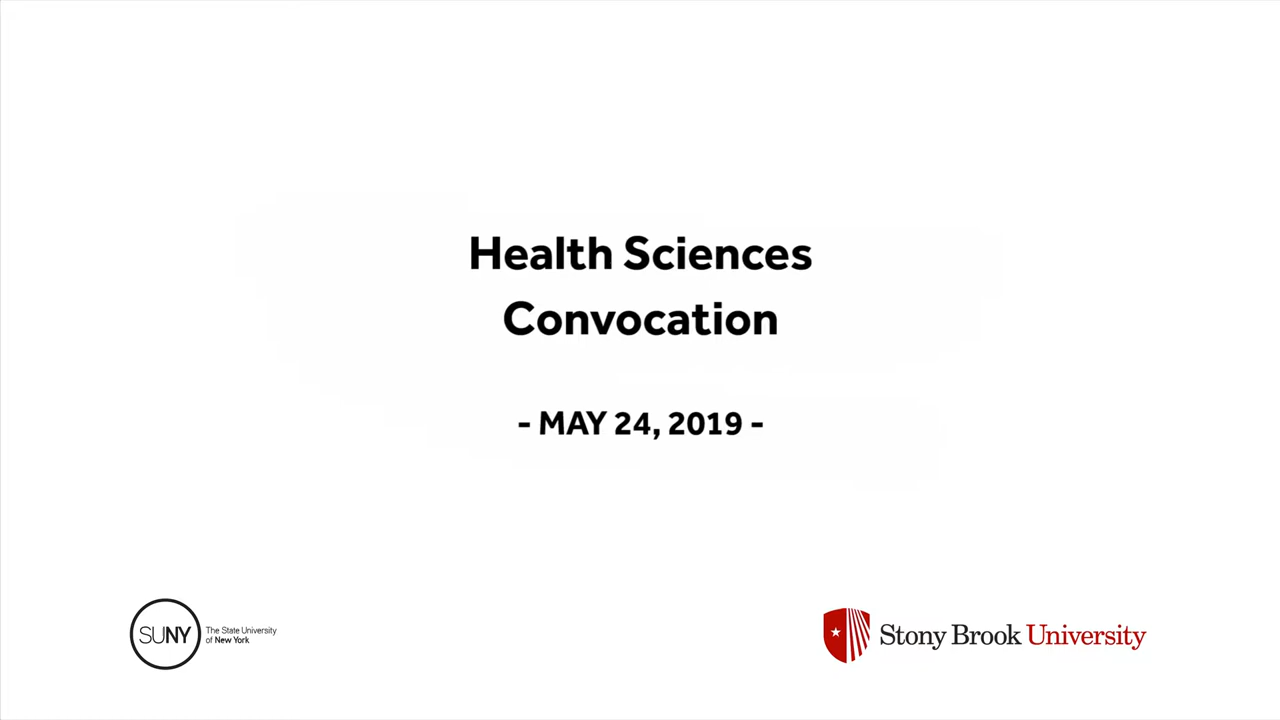 Health Sciences
Convocation
- MAY 24, 2019 -
SUNY
The State University
of New York
Stony Brook University